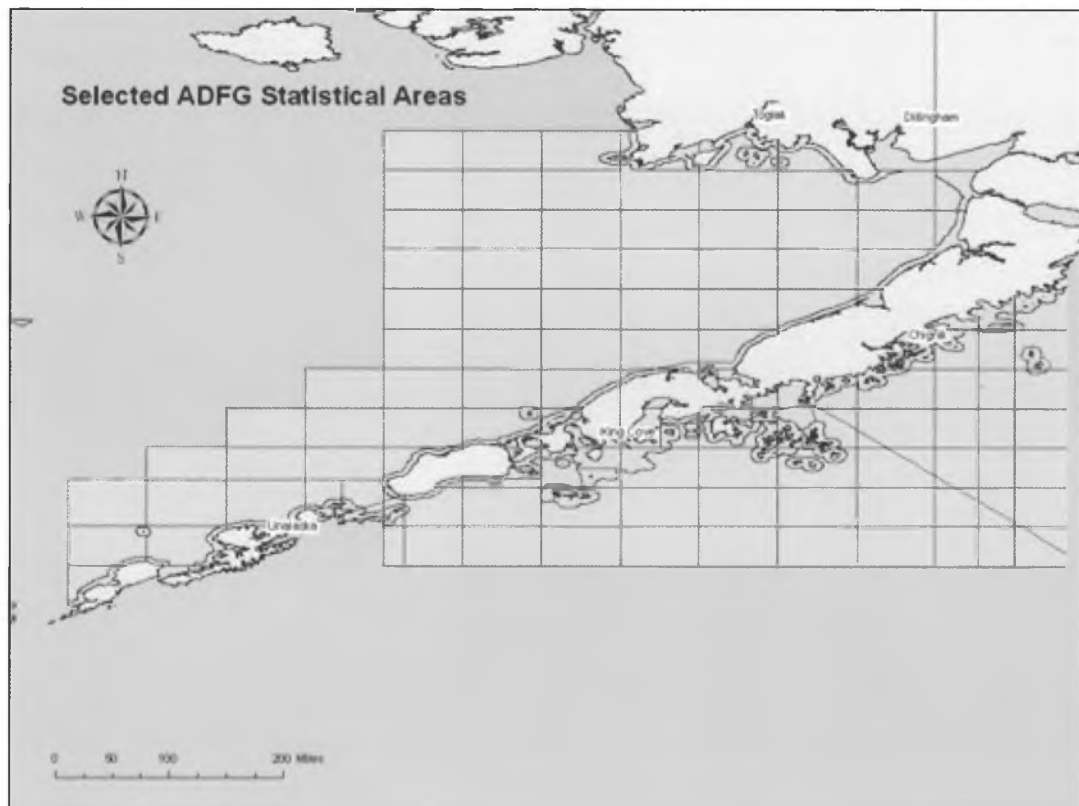 Selected ADFG Statistical Areas
Togiak
Dillingham
N
W E
S
Chignik
King Cove
Unalaska
0 50 100 200 Miles